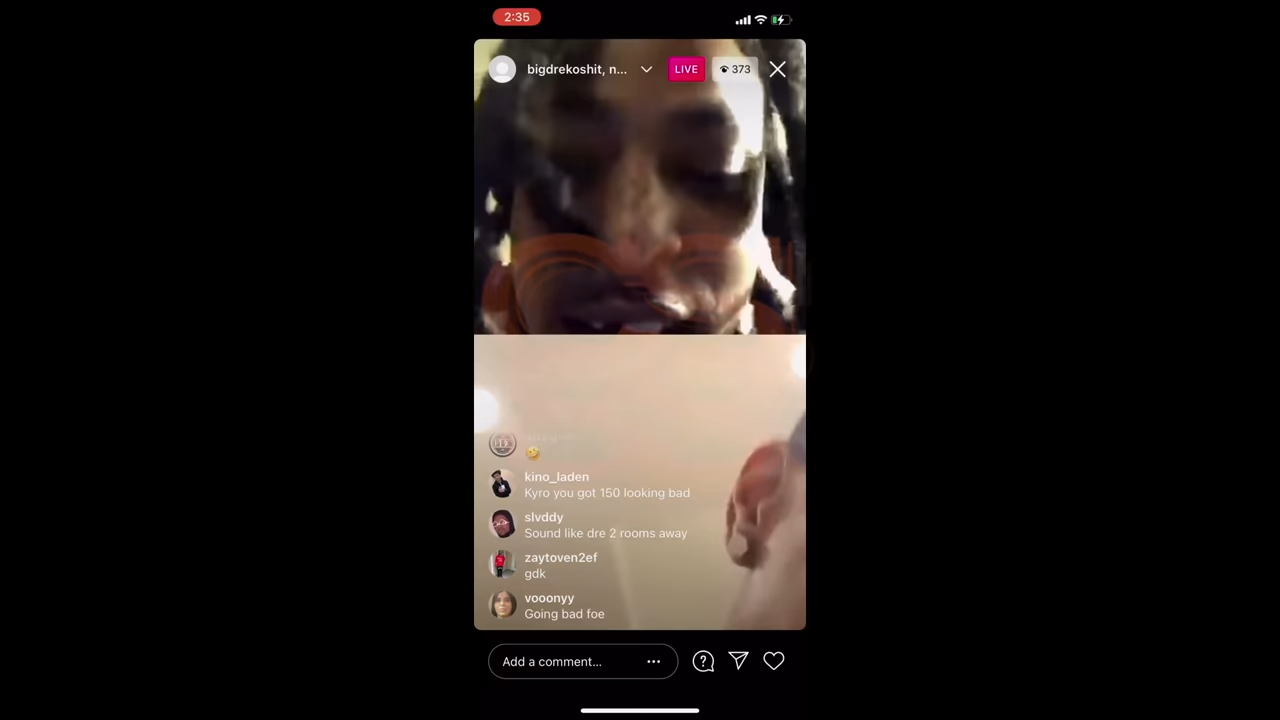 2:35
bigdrekoshit, n...
LIVE
373
kino_laden
Kyro you got 150 looking bad
slvddy
Sound like dre 2 rooms away
zaytoven2ef
gdk
vooonyy
Going bad foe
Add a comment...